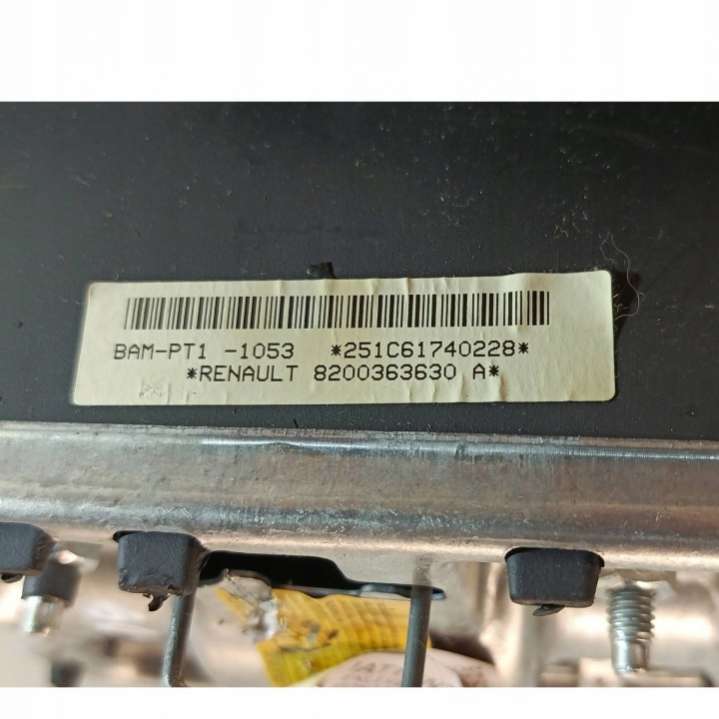 BAM-PT1 -1053 *251C61740228*
*RENAULT 8200363630 A*